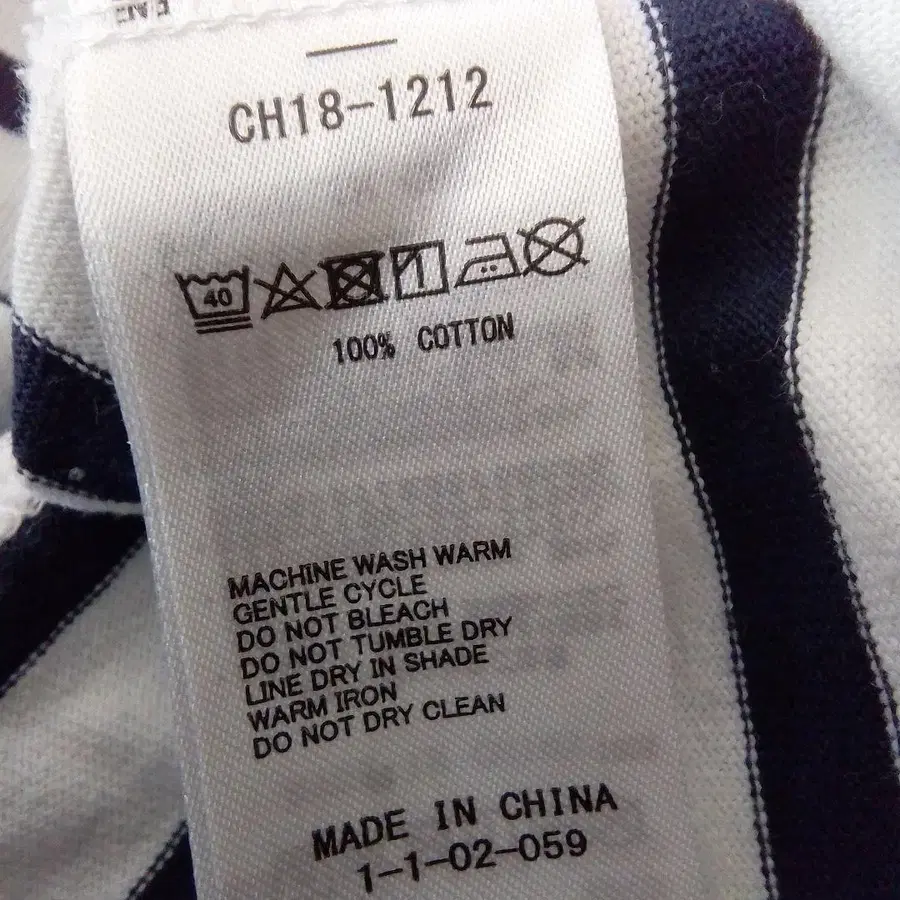 CH18-1212
40
100% COTTON
MACHINE WASH WARM
GENTLE CYCLE
DO NOT BLEACH
DO NOT TUMBLE DRY
LINE DRY IN SHADE
WARM IRON
DO NOT DRY CLEAN
MADE IN CHINA
1-1-02-059